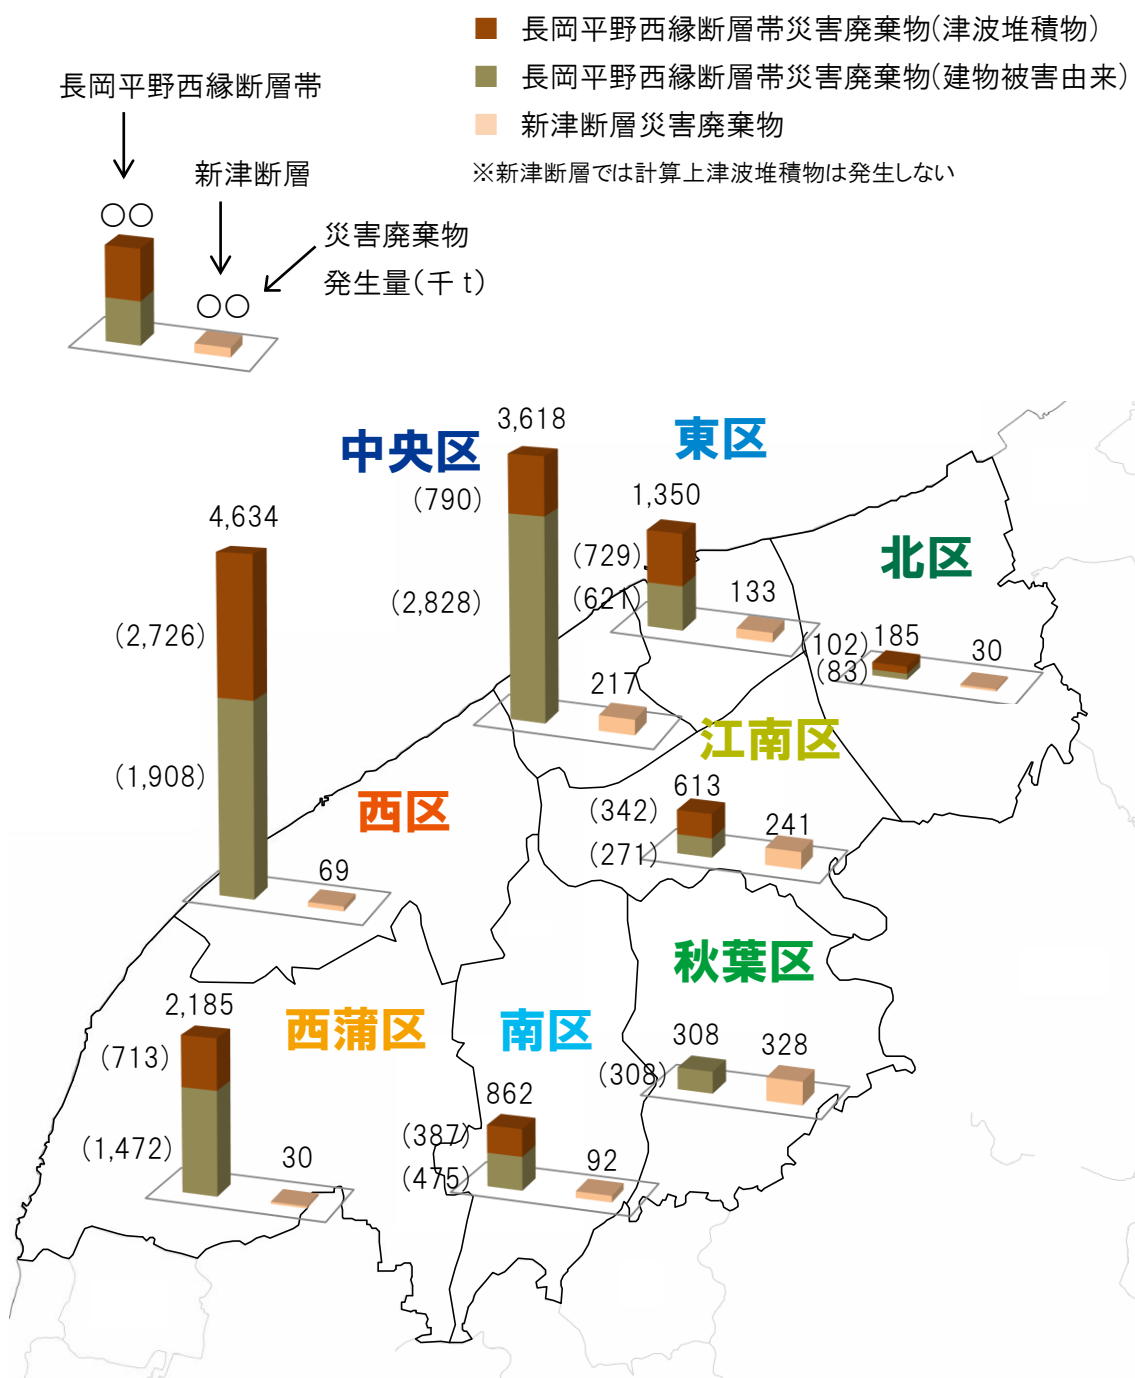 長岡平野西縁断層帯災害廃棄物(津波堆積物)
長岡平野西縁断層帯災害廃棄物(建物被害由来)
新津断層災害廃棄物
※新津断層では計算上津波堆積物は発生しない
長岡平野西縁断層帯
新津断層
○○
災害廃棄物
発生量(千t)
○○
中央区
3,618
(790)
(2,828)
217
東区
1,350
(729)
(621)
133
北区
102)
185
(83)
30
4,634
(2,726)
(1,908)
西区
69
江南区
613
(342)
(271)
241
秋葉区
308
(308)
328
西蒲区
2,185
(713)
(1,472)
30
南区
862
(387)
(475)
92